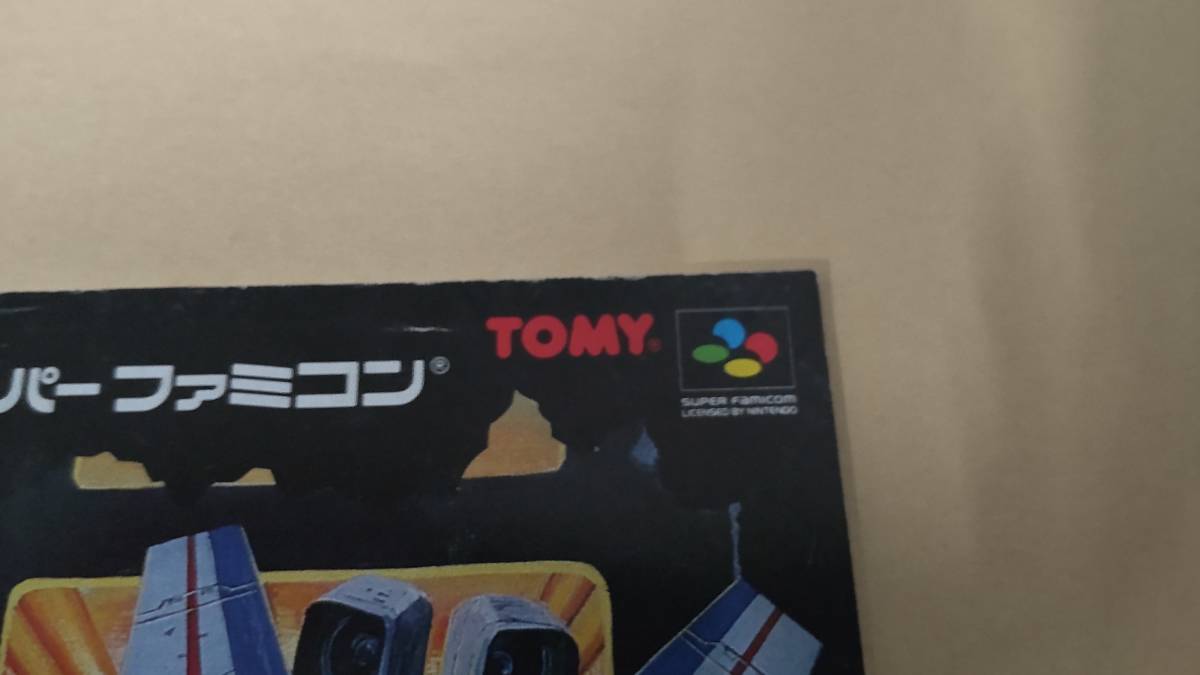 パーファミコン®
TOMY®
SUPER FAMICOM
LICENSED BY NINTENDO